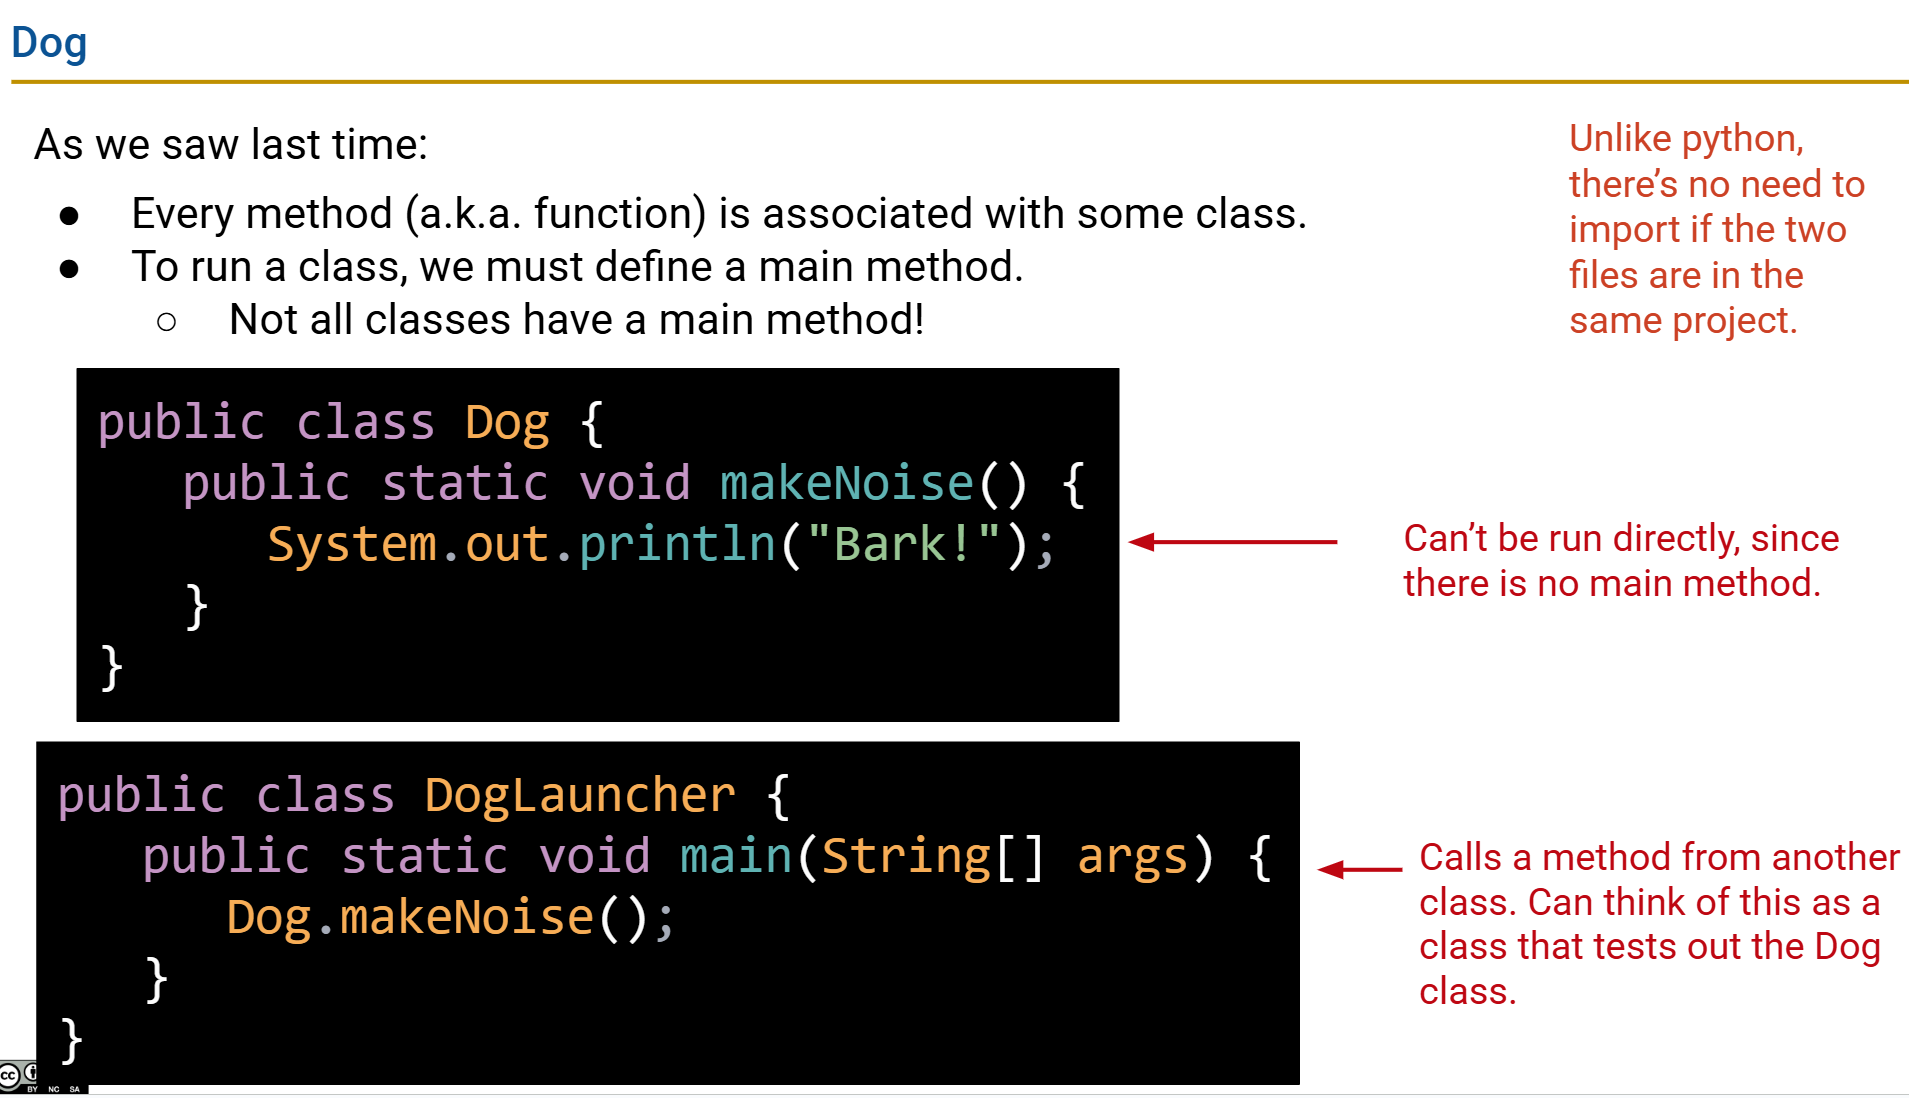 Dog
As we saw last time:
● Every method (a.k.a. function) is associated with some class.
● To run a class, we must define a main method.
○ Not all classes have a main method!
Unlike python,
there's no need to
import if the two
files are in the
same project.
public class Dog {
   public static void makeNoise() {
      System.out.println("Bark!");
   }
}
Can't be run directly, since
there is no main method.
public class DogLauncher {
   public static void main(String[] args) {
      Dog.makeNoise();
   }
}
Calls a method from another
class. Can think of this as a
class that tests out the Dog
class.
cc
BY NC SA